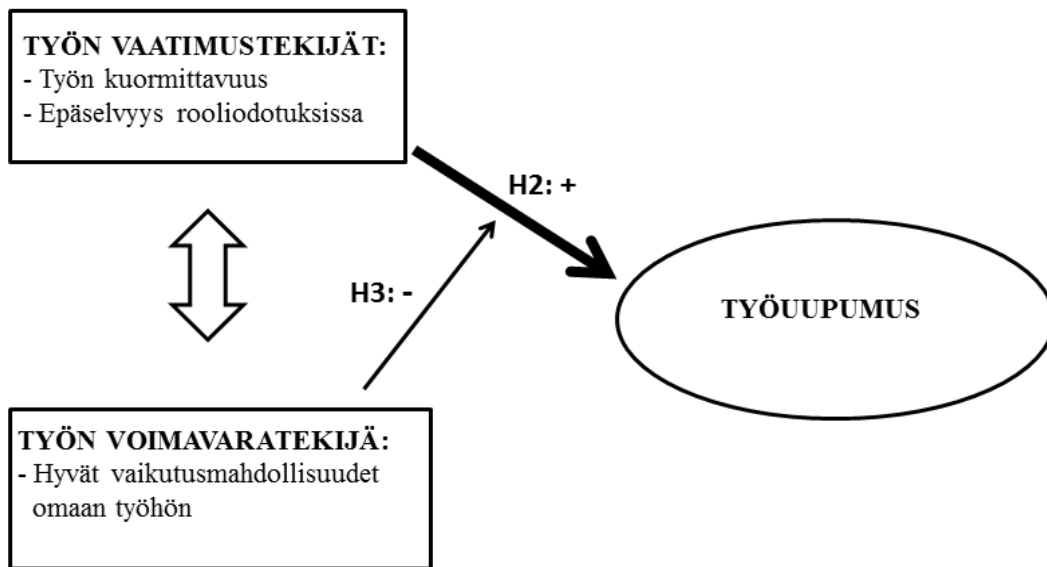 TYÖN VAATIMUSTEKIJÄT:
- Työn kuormittavuus
- Epäselvyys rooliodotuksissa
H2: +
H3: -
TYÖUUPUMUS
TYÖN VOIMAVARATEKIJÄ:
- Hyvät vaikutusmahdollisuudet
omaan työhön